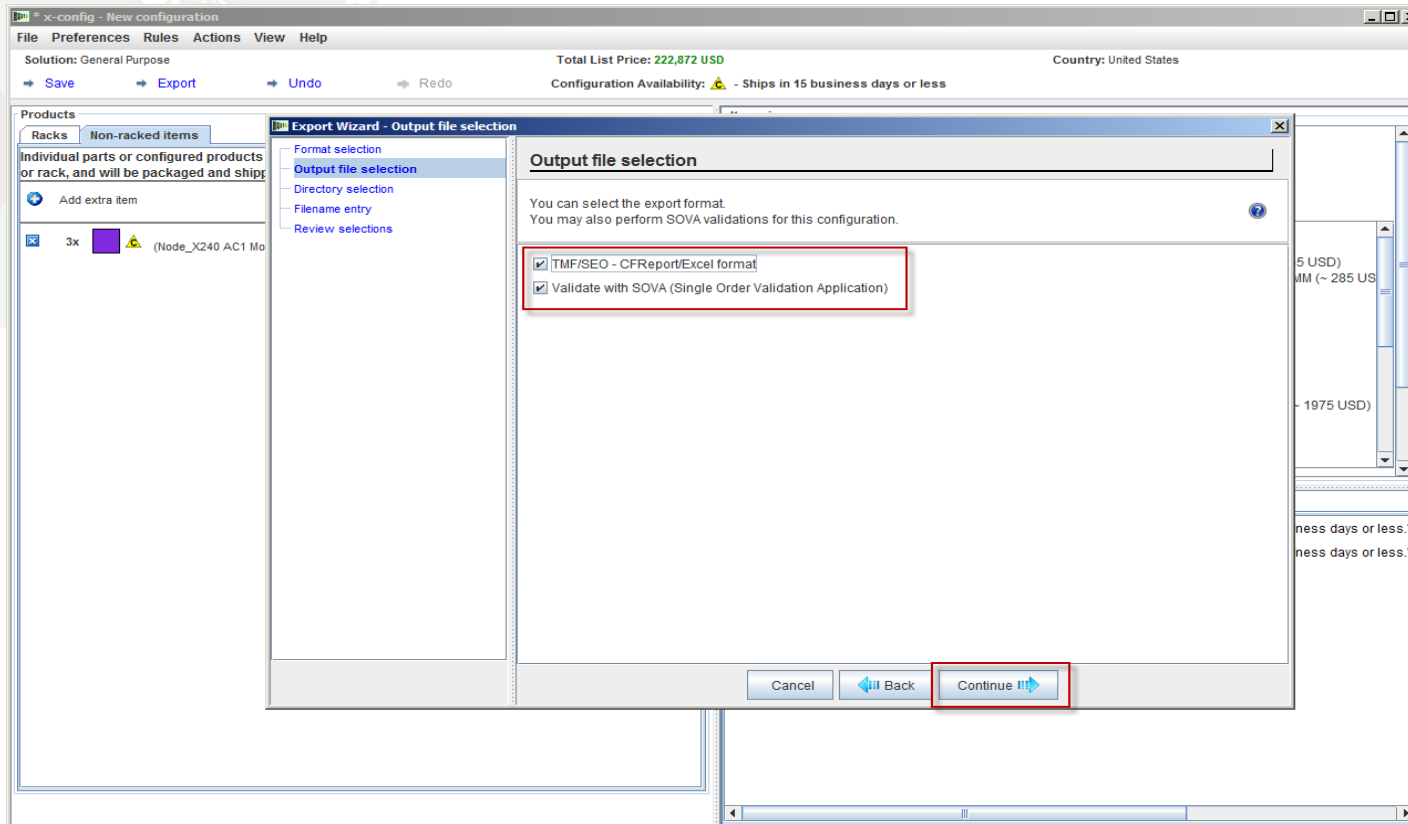 * x-config - New configuration
File Preferences Rules Actions View Help
Solution: General Purpose
Total List Price: 222,872 USD
Country: United States
Save
Export
Undo
Redo
Configuration Availability: C - Ships in 15 business days or less
Products
Racks
Non-racked items
Individual parts or configured products
or rack, and will be packaged and ship
Add extra item
3x
C
(Node_X240 AC1 Mo
Export Wizard - Output file selection
Format selection
Output file selection
Directory selection
Filename entry
Review selections
Output file selection
You can select the export format.
You may also perform SOVA validations for this configuration.
TMF/SEO - CFReport/Excel format
Validate with SOVA (Single Order Validation Application)
Cancel
Back
Continue
5 USD)
MM (~ 285 US
~ 1975 USD)
ness days or less.
ness days or less.